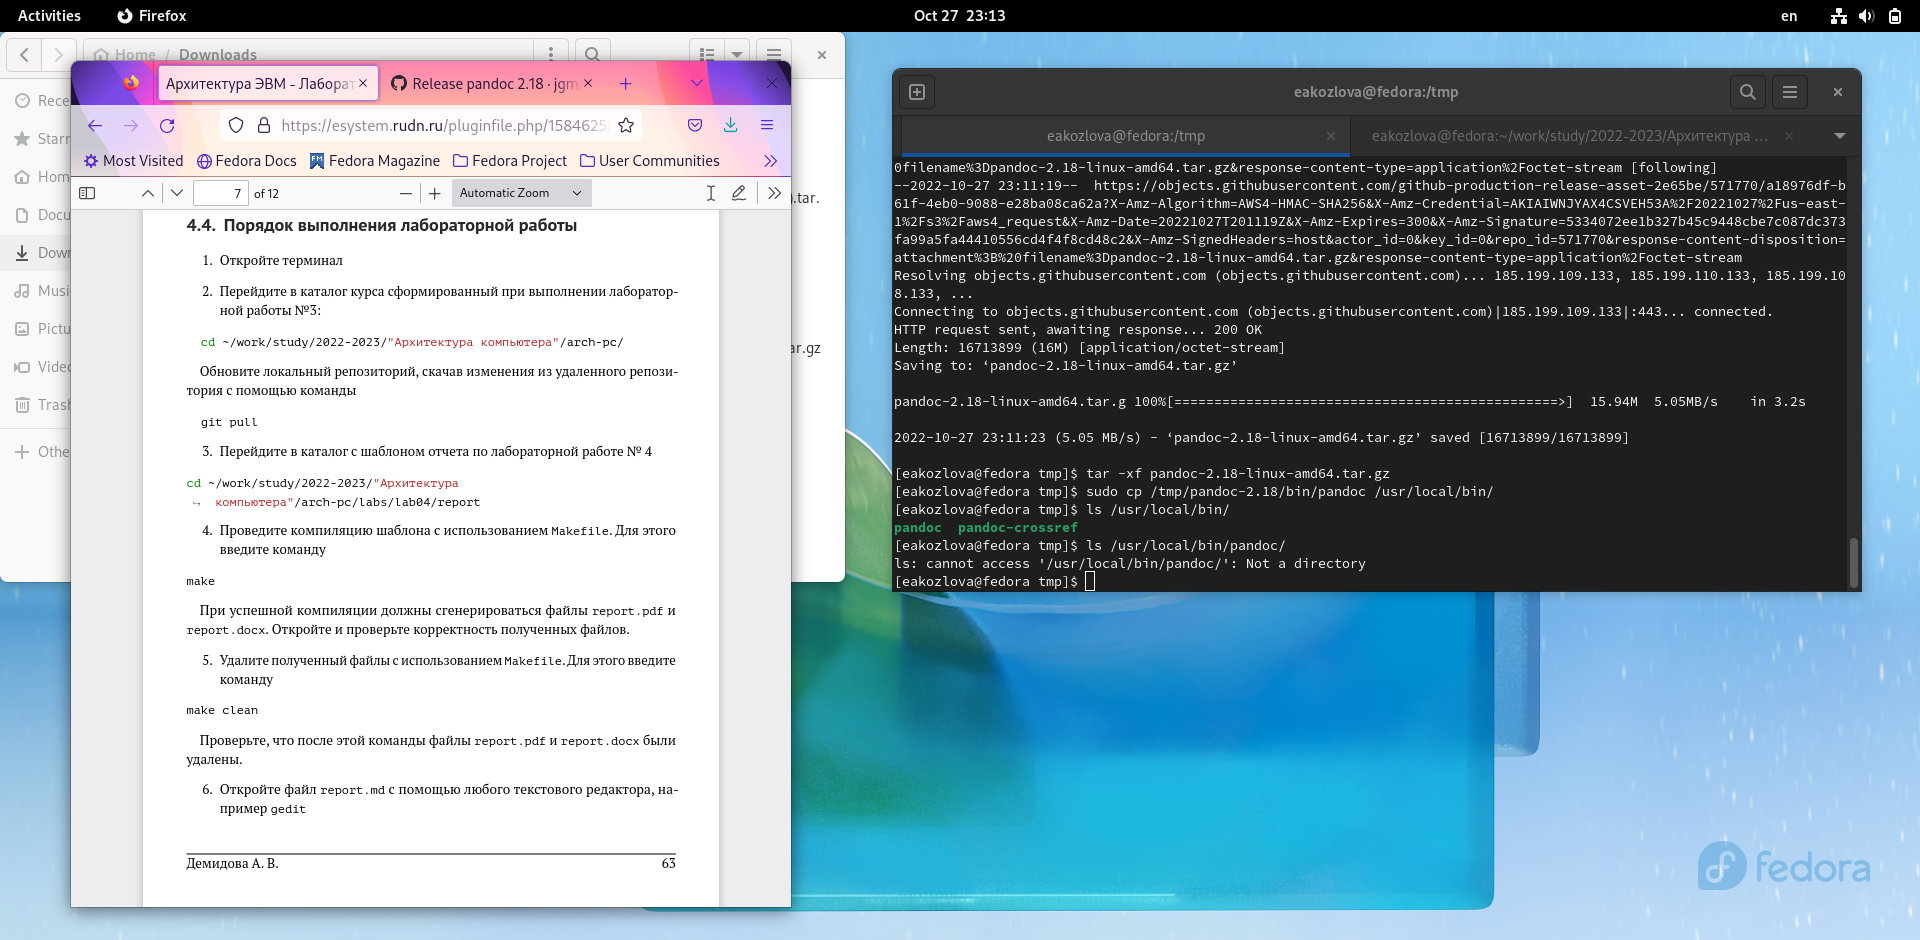 Activities
Firefox
Oct 27 23:13
en
Home / Downloads
Rece
Starr
Hom
Docu
Down
Musi
Pictu
Video
Trash
Othe
.tar.
ar.gz
Архитектура ЭВМ - Лаборат
Release pandoc 2.18 · jgm
https://esystem.rudn.ru/pluginfile.php/1584625
Most Visited
Fedora Docs
Fedora Magazine
Fedora Project
User Communities
7 of 12
Automatic Zoom
4.4. Порядок выполнения лабораторной работы
1. Откройте терминал
2. Перейдите в каталог курса сформированный при выполнении лаборатор-
ной работы №3:
cd ~/work/study/2022-2023/"Архитектура компьютера"/arch-pc/
Обновите локальный репозиторий, скачав изменения из удаленного репози-
тория с помощью команды
git pull
3. Перейдите в каталог с шаблоном отчета по лабораторной работе № 4
cd ~/work/study/2022-2023/"Архитектура
↪ компьютера"/arch-pc/labs/lab04/report
4. Проведите компиляцию шаблона с использованием Makefile. Для этого
введите команду
make
При успешной компиляции должны сгенерироваться файлы report.pdf и
report.docx. Откройте и проверьте корректность полученных файлов.
5. Удалите полученный файлы с использованием Makefile. Для этого введите
команду
make clean
Проверьте, что после этой команды файлы report.pdf и report.docx были
удалены.
6. Откройте файл report.md с помощью любого текстового редактора, на-
пример gedit
Демидова А. В. 63
eakozlova@fedora:/tmp
eakozlova@fedora:/tmp
eakozlova@fedora:~/work/study/2022-2023/Архитектура ...
0filename%3Dpandoc-2.18-linux-amd64.tar.gz&response-content-type=application%2Foctet-stream [following]
--2022-10-27 23:11:19-- https://objects.githubusercontent.com/github-production-release-asset-2e65be/571770/a18976df-b
61f-4eb0-9088-e28ba08ca62a?X-Amz-Algorithm=AWS4-HMAC-SHA256&X-Amz-Credential=AKIAIWNJYAX4CSVEH53A%2F20221027%2Fus-east-
1%2Fs3%2Faws4_request&X-Amz-Date=20221027T201119Z&X-Amz-Expires=300&X-Amz-Signature=5334072ee1b327b45c9448cbe7c087dc373
fa99a5fa44410556cd4f4f8cd48c2&X-Amz-SignedHeaders=host&actor_id=0&key_id=0&repo_id=571770&response-content-disposition=
attachment%3B%20filename%3Dpandoc-2.18-linux-amd64.tar.gz&response-content-type=application%2Foctet-stream
Resolving objects.githubusercontent.com (objects.githubusercontent.com)... 185.199.109.133, 185.199.110.133, 185.199.10
8.133, ...
Connecting to objects.githubusercontent.com (objects.githubusercontent.com)|185.199.109.133|:443... connected.
HTTP request sent, awaiting response... 200 OK
Length: 16713899 (16M) [application/octet-stream]
Saving to: ‘pandoc-2.18-linux-amd64.tar.gz’
pandoc-2.18-linux-amd64.tar.g 100%[================================================>] 15.94M 5.05MB/s in 3.2s
2022-10-27 23:11:23 (5.05 MB/s) - ‘pandoc-2.18-linux-amd64.tar.gz’ saved [16713899/16713899]
[eakozlova@fedora tmp]$ tar -xf pandoc-2.18-linux-amd64.tar.gz
[eakozlova@fedora tmp]$ sudo cp /tmp/pandoc-2.18/bin/pandoc /usr/local/bin/
[eakozlova@fedora tmp]$ ls /usr/local/bin/
pandoc pandoc-crossref
[eakozlova@fedora tmp]$ ls /usr/local/bin/pandoc/
ls: cannot access '/usr/local/bin/pandoc/': Not a directory
[eakozlova@fedora tmp]$
fedora